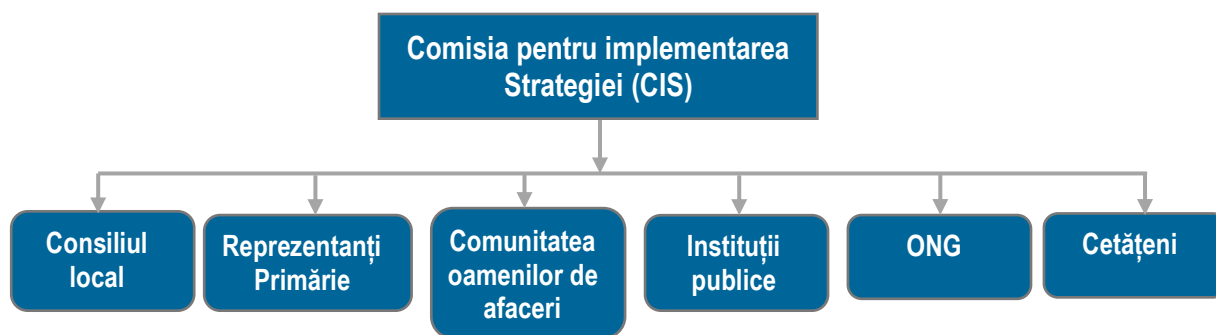 Comisia pentru implementarea
Strategiei (CIS)
Consiliul
local
Reprezentanți
Primărie
Comunitatea
oamenilor de
afaceri
Instituții
publice
ONG
Cetățeni